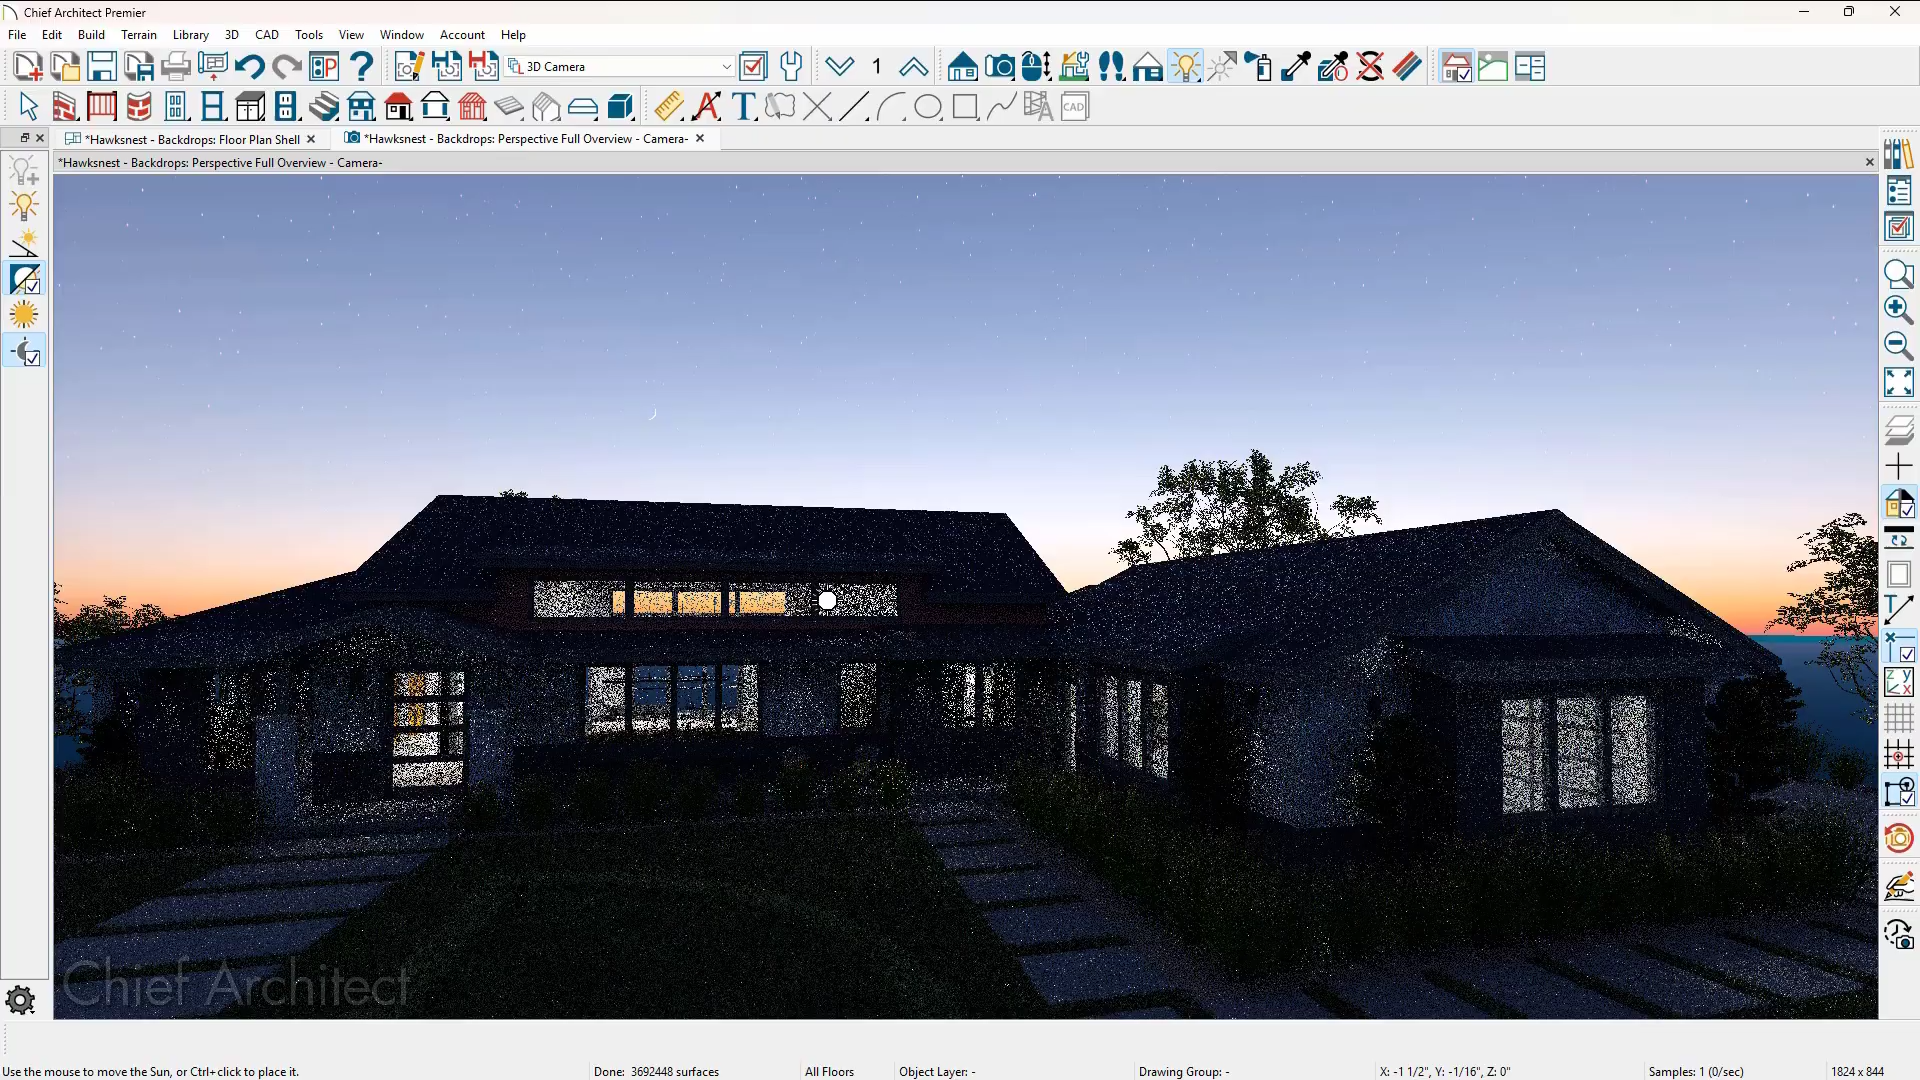 Chief Architect Premier
File Edit Build Terrain Library 3D CAD Tools View Window Account Help
3D Camera 1
CAD
*Hawksnest - Backdrops: Floor Plan Shell *Hawksnest - Backdrops: Perspective Full Overview - Camera-
*Hawksnest - Backdrops: Perspective Full Overview - Camera-
Chief Architect
Use the mouse to move the Sun, or Ctrl+click to place it. Done: 3692448 surfaces All Floors Object Layer: - Drawing Group: - X: -1 1/2", Y: -1/16", Z: 0" Samples: 1 (0/sec) 1824 x 844